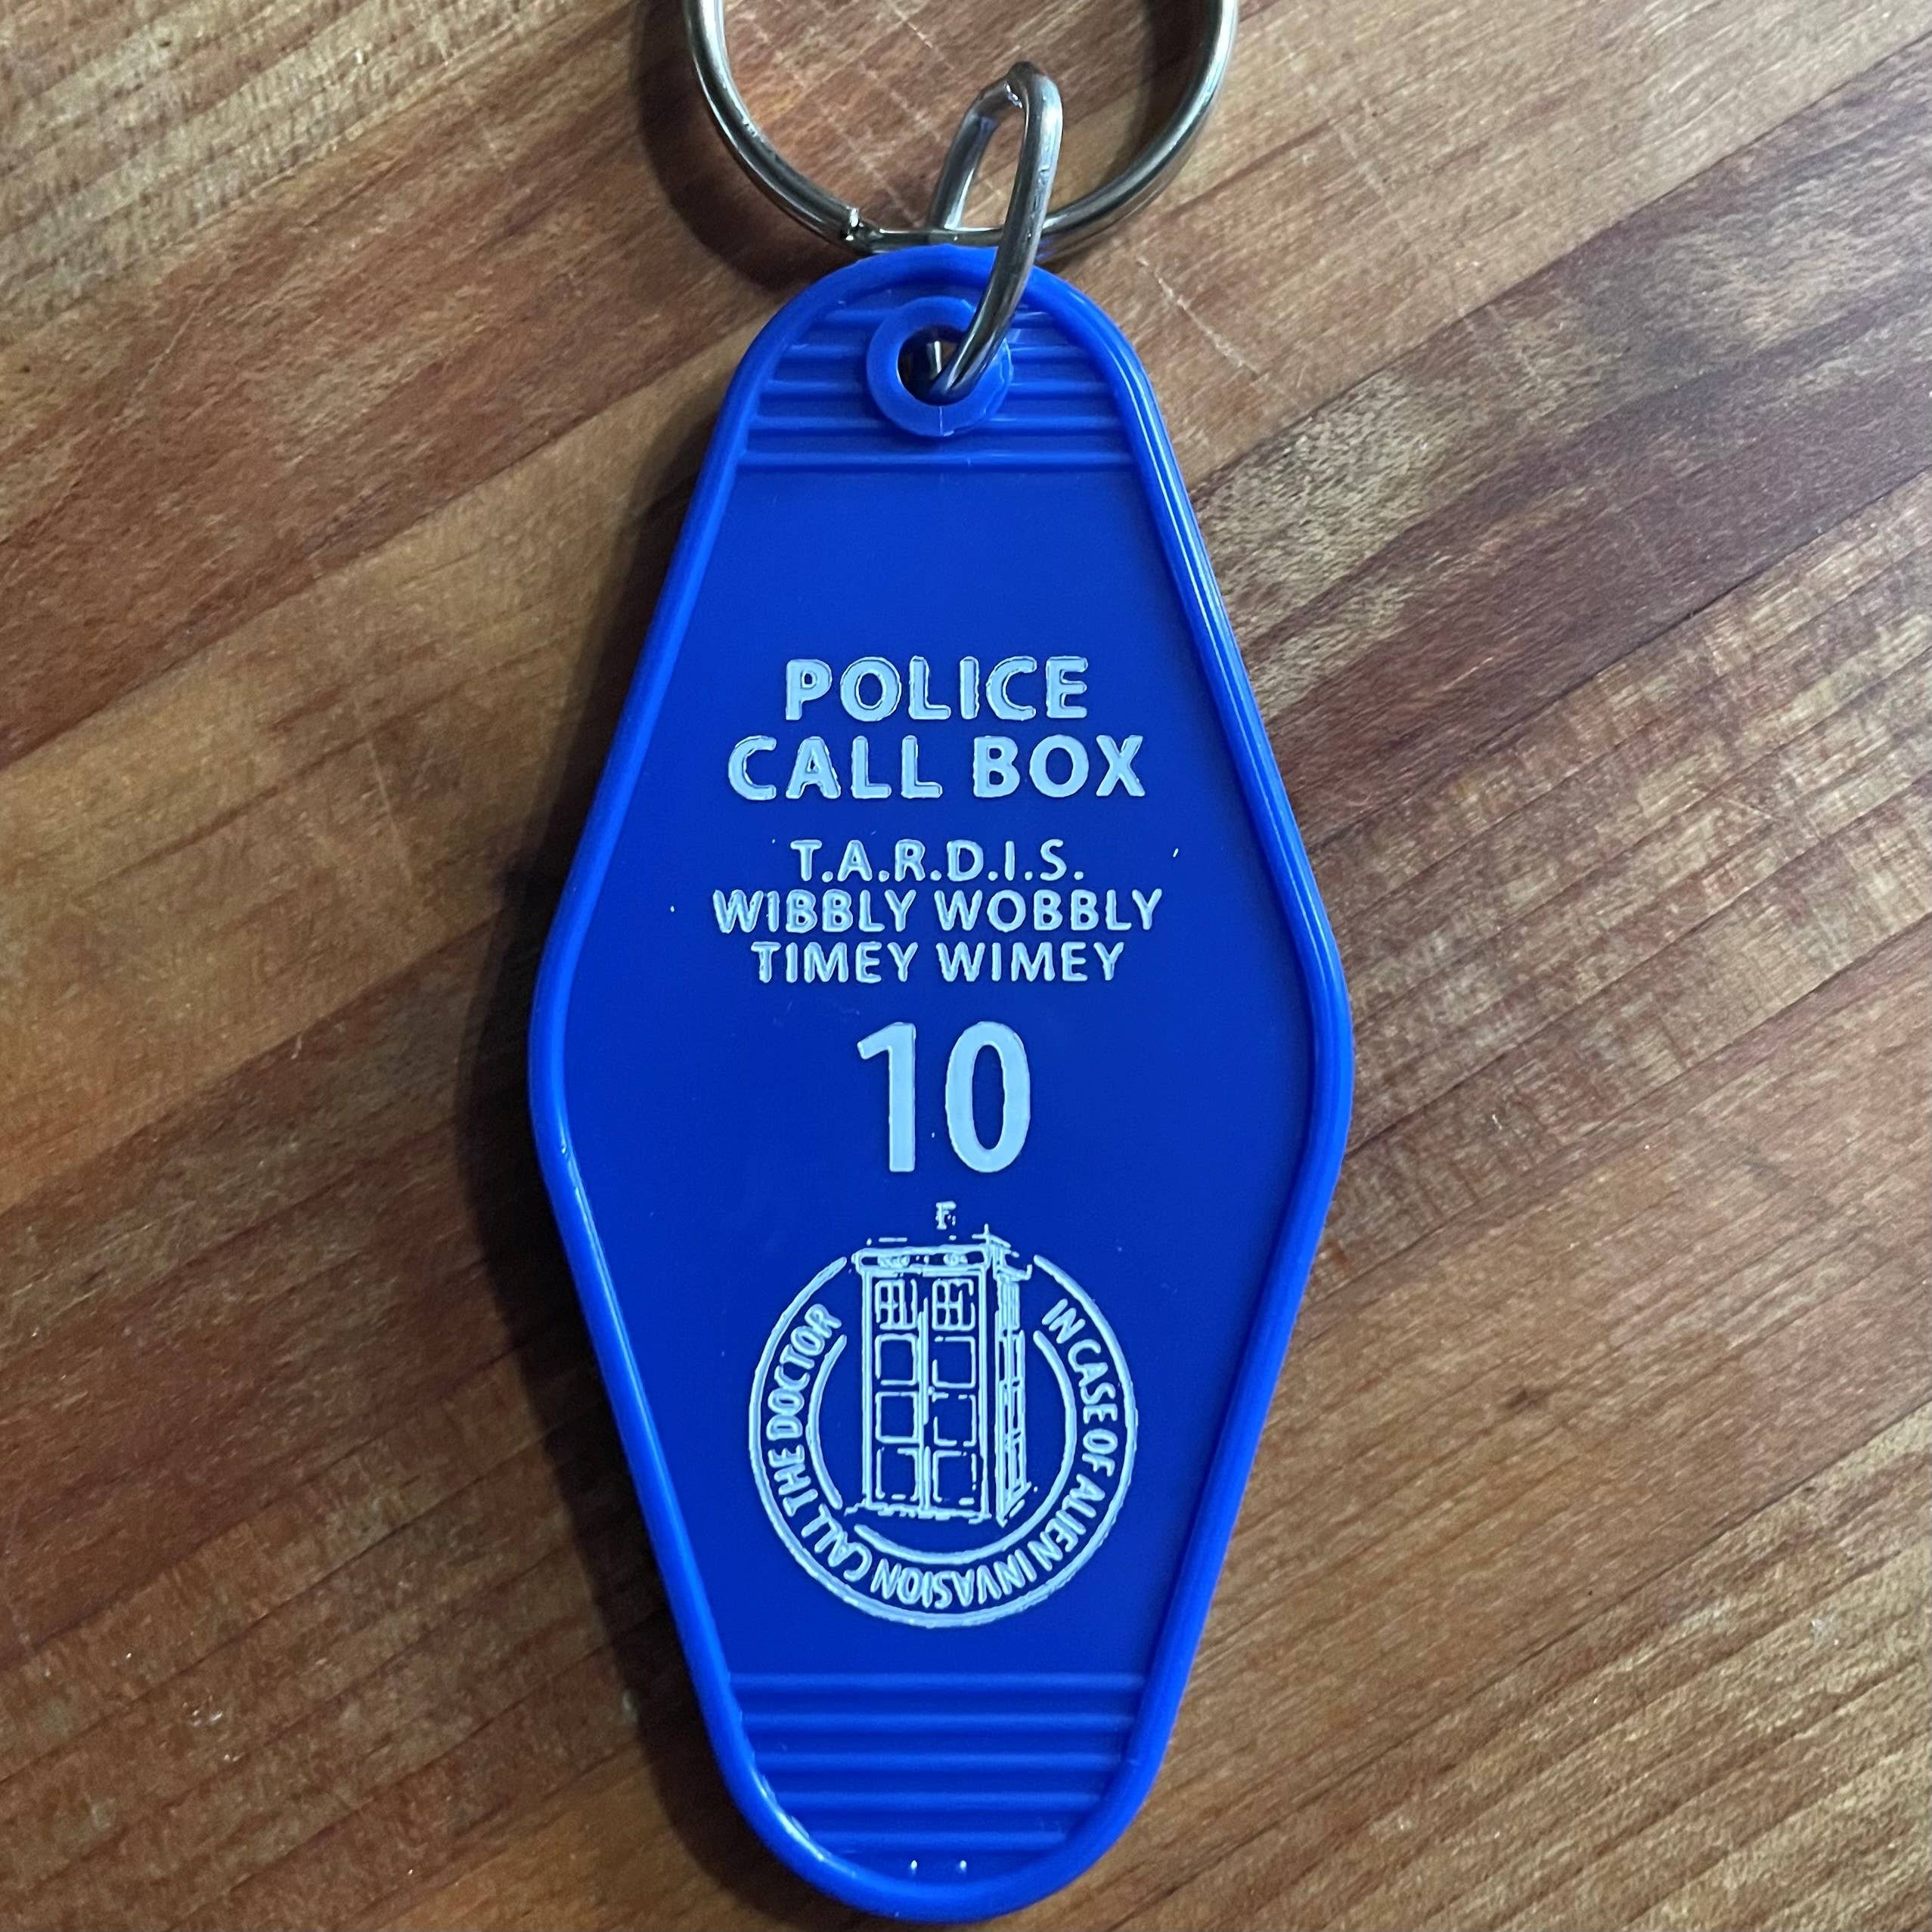 POLICE
CALL BOX
T.A.R.D.I.S.
WIBBLY WOBBLY
TIMEY WIMEY
10
IN CASE OF ALIEN INVASION CALL THE DOCTOR